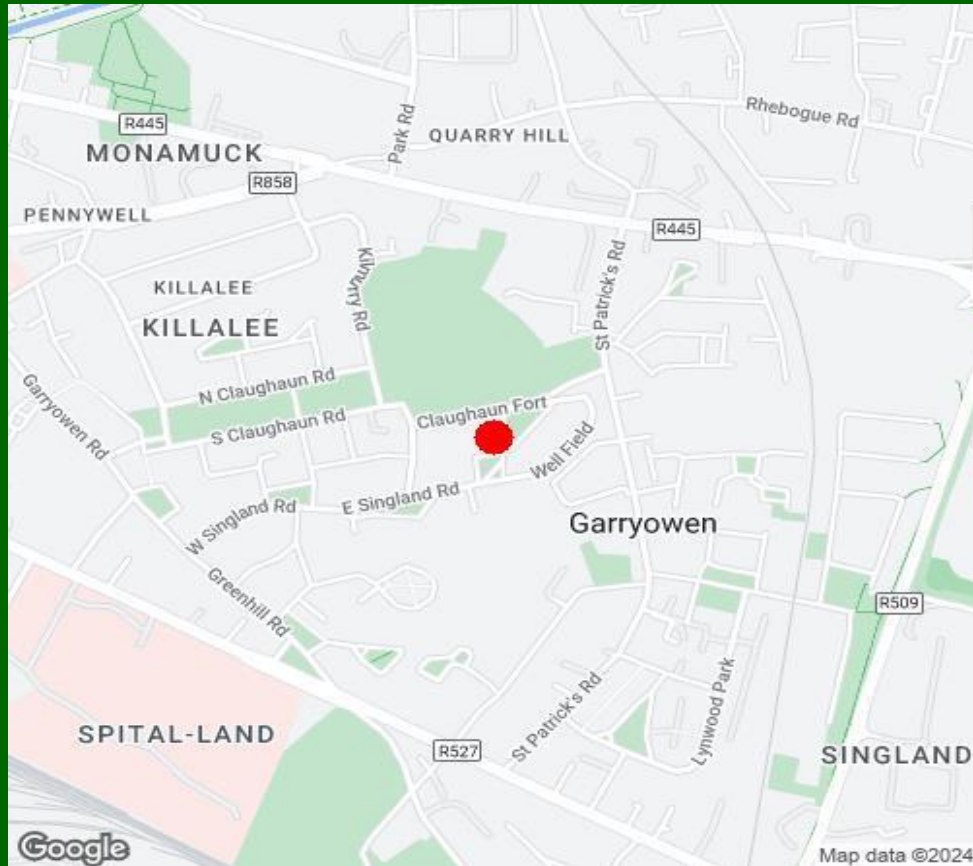 Rhebogue Rd
R445
Park Rd
QUARRY HILL
MONAMUCK
R858
PENNYWELL
R445
St Patrick's Rd
Kilmurry Rd
KILLALEE
KILLALEE
N Claughaun Rd
Garryowen Rd
S Claughaun Rd
Claughaun Fort
Well Field
E Singland Rd
W Singland Rd
Garryowen
Greenhill Rd
R509
St Patrick's Rd
Lynwood Park
SPITAL-LAND
R527
SINGLAND
Google
Map data ©2024